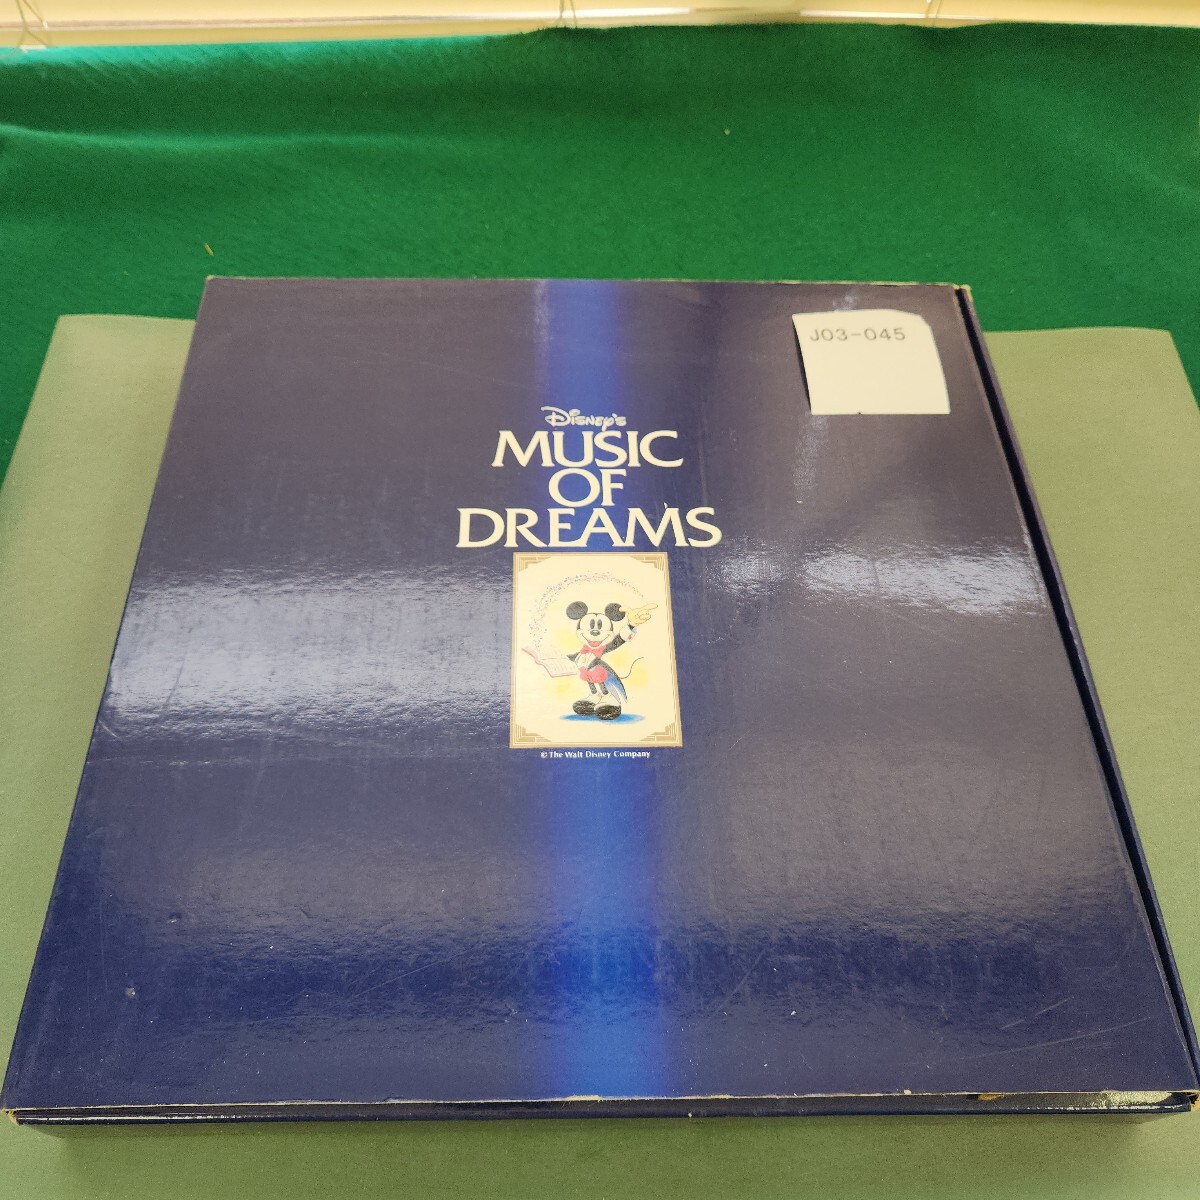 J03-045
Disney's
MUSIC
OF
DREAMS
© The Walt Disney Company